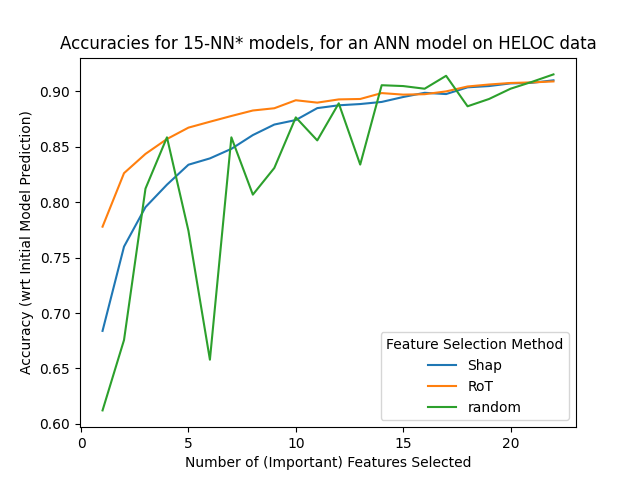 Accuracies for 15-NN* models, for an ANN model on HELOC data
Accuracy (wrt Initial Model Prediction)
0.90
0.85
0.80
0.75
0.70
0.65
0.60
Feature Selection Method
Shap
RoT
random
0 5 10 15 20
Number of (Important) Features Selected